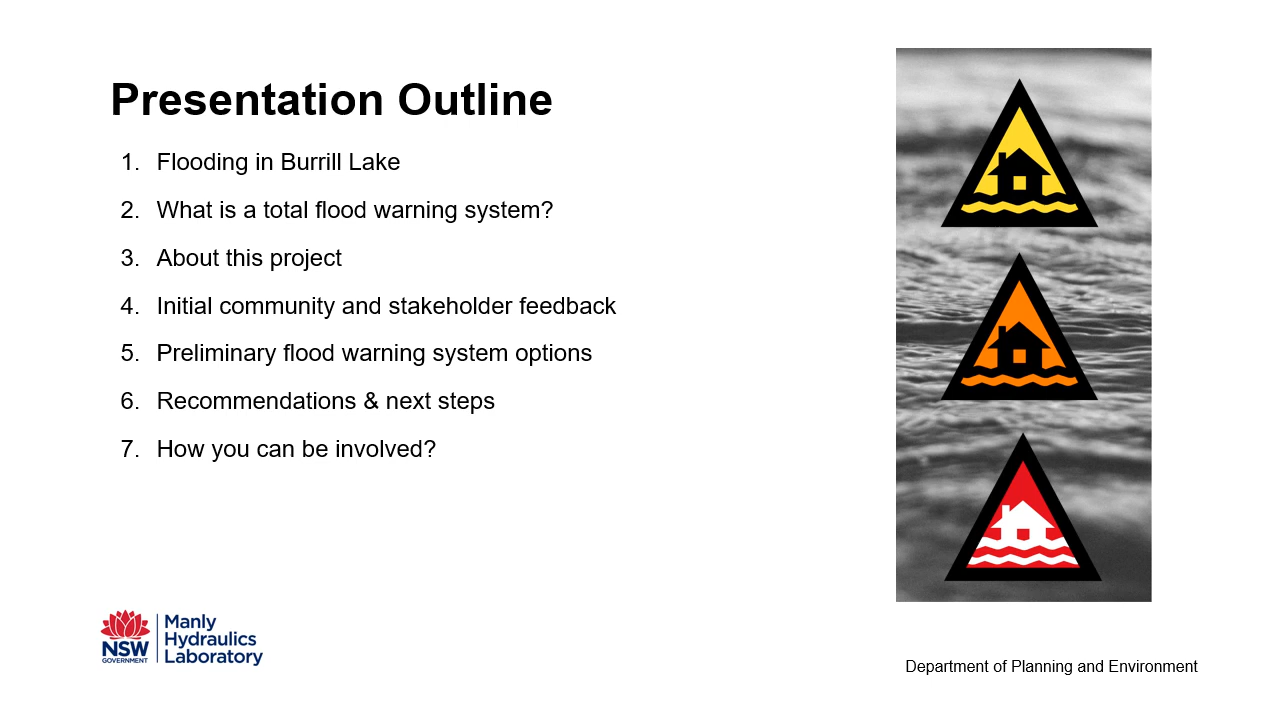 Presentation Outline
1. Flooding in Burrill Lake
2. What is a total flood warning system?
3. About this project
4. Initial community and stakeholder feedback
5. Preliminary flood warning system options
6. Recommendations & next steps
7. How you can be involved?
NSW
GOVERNMENT
Manly
Hydraulics
Laboratory
Department of Planning and Environment